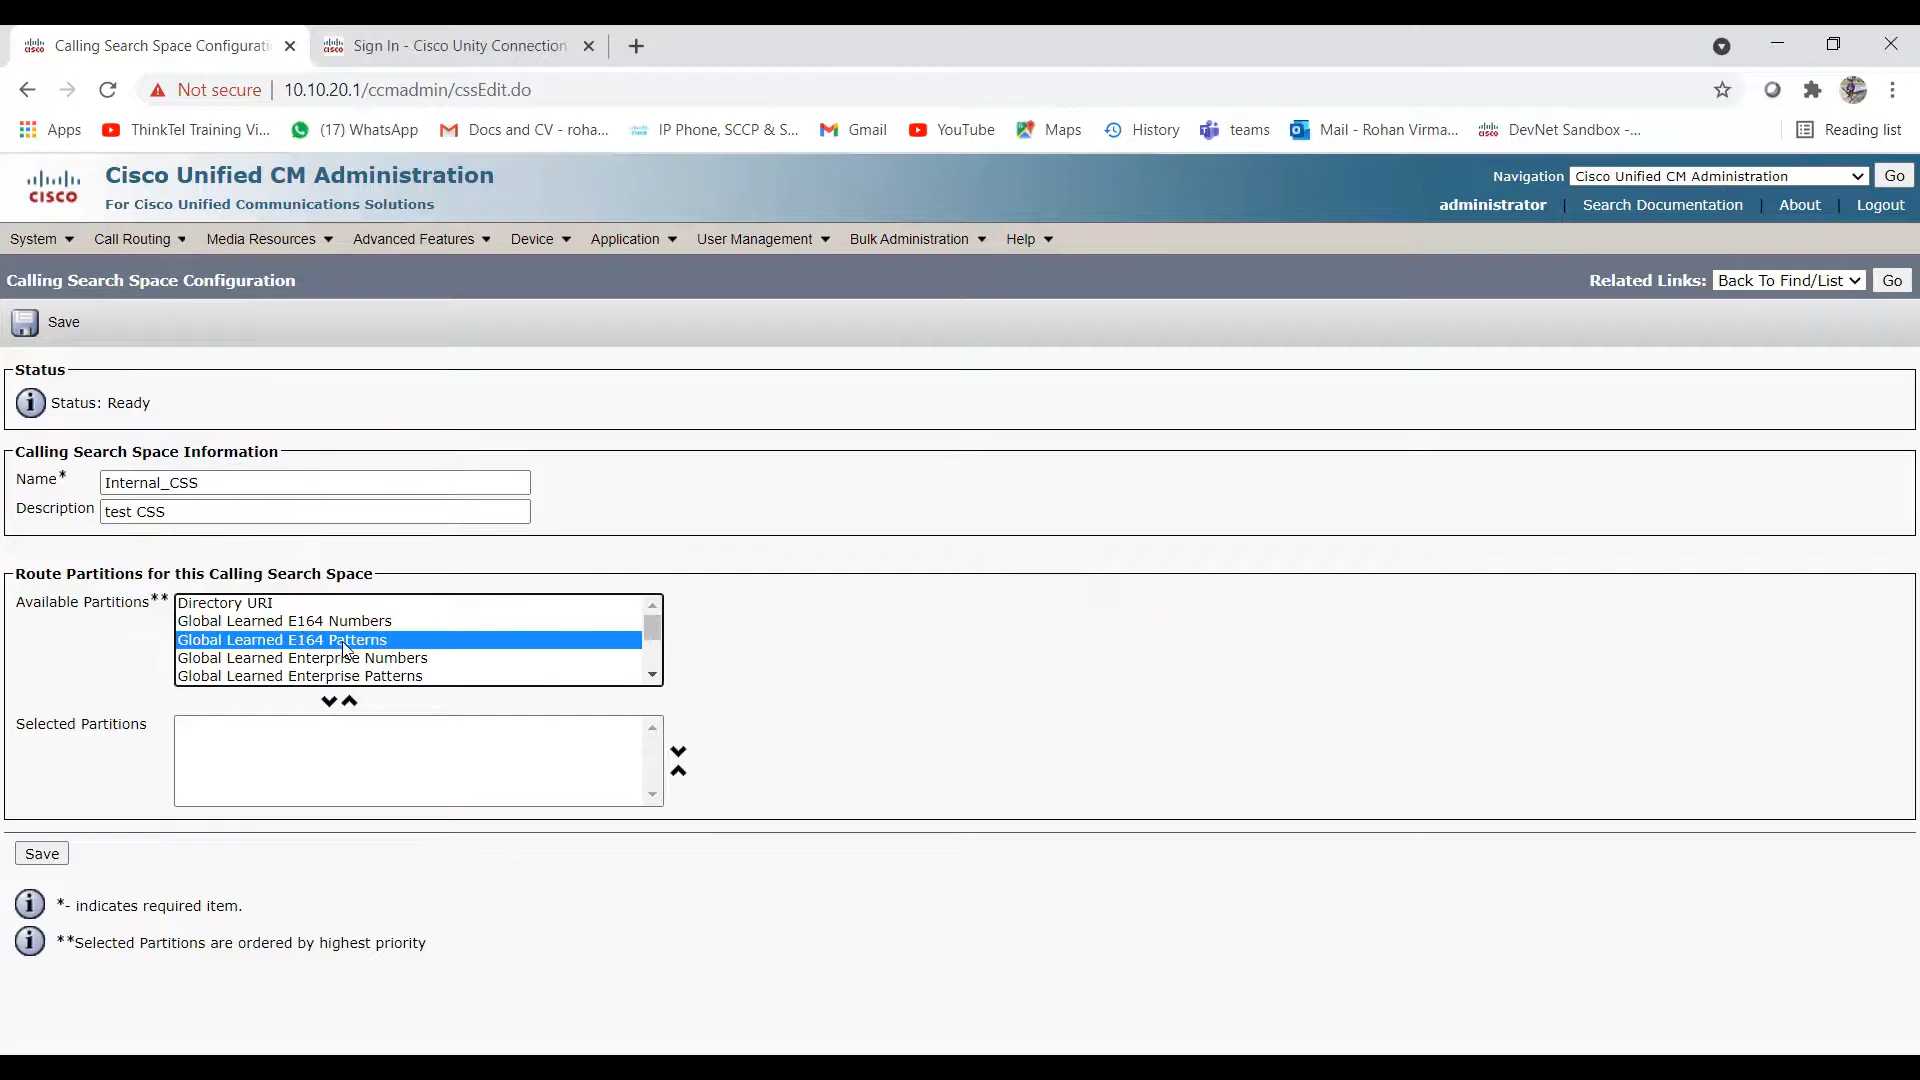 Calling Search Space Configurati
Sign In - Cisco Unity Connection
Not secure | 10.10.20.1/ccmadmin/cssEdit.do
Apps ThinkTel Training Vi... (17) WhatsApp Docs and CV - roha... IP Phone, SCCP & S... Gmail YouTube Maps History teams Mail - Rohan Virma... DevNet Sandbox -... Reading list
CISCO
Cisco Unified CM Administration
For Cisco Unified Communications Solutions
Navigation Cisco Unified CM Administration Go
administrator | Search Documentation | About | Logout
System Call Routing Media Resources Advanced Features Device Application User Management Bulk Administration Help
Calling Search Space Configuration
Related Links: Back To Find/List Go
Save
Status
Status: Ready
Calling Search Space Information
Name* Internal_CSS
Description test CSS
Route Partitions for this Calling Search Space
Available Partitions** Directory URI
Global Learned E164 Numbers
Global Learned E164 Patterns
Global Learned Enterprise Numbers
Global Learned Enterprise Patterns
Selected Partitions
Save
*- indicates required item.
**Selected Partitions are ordered by highest priority